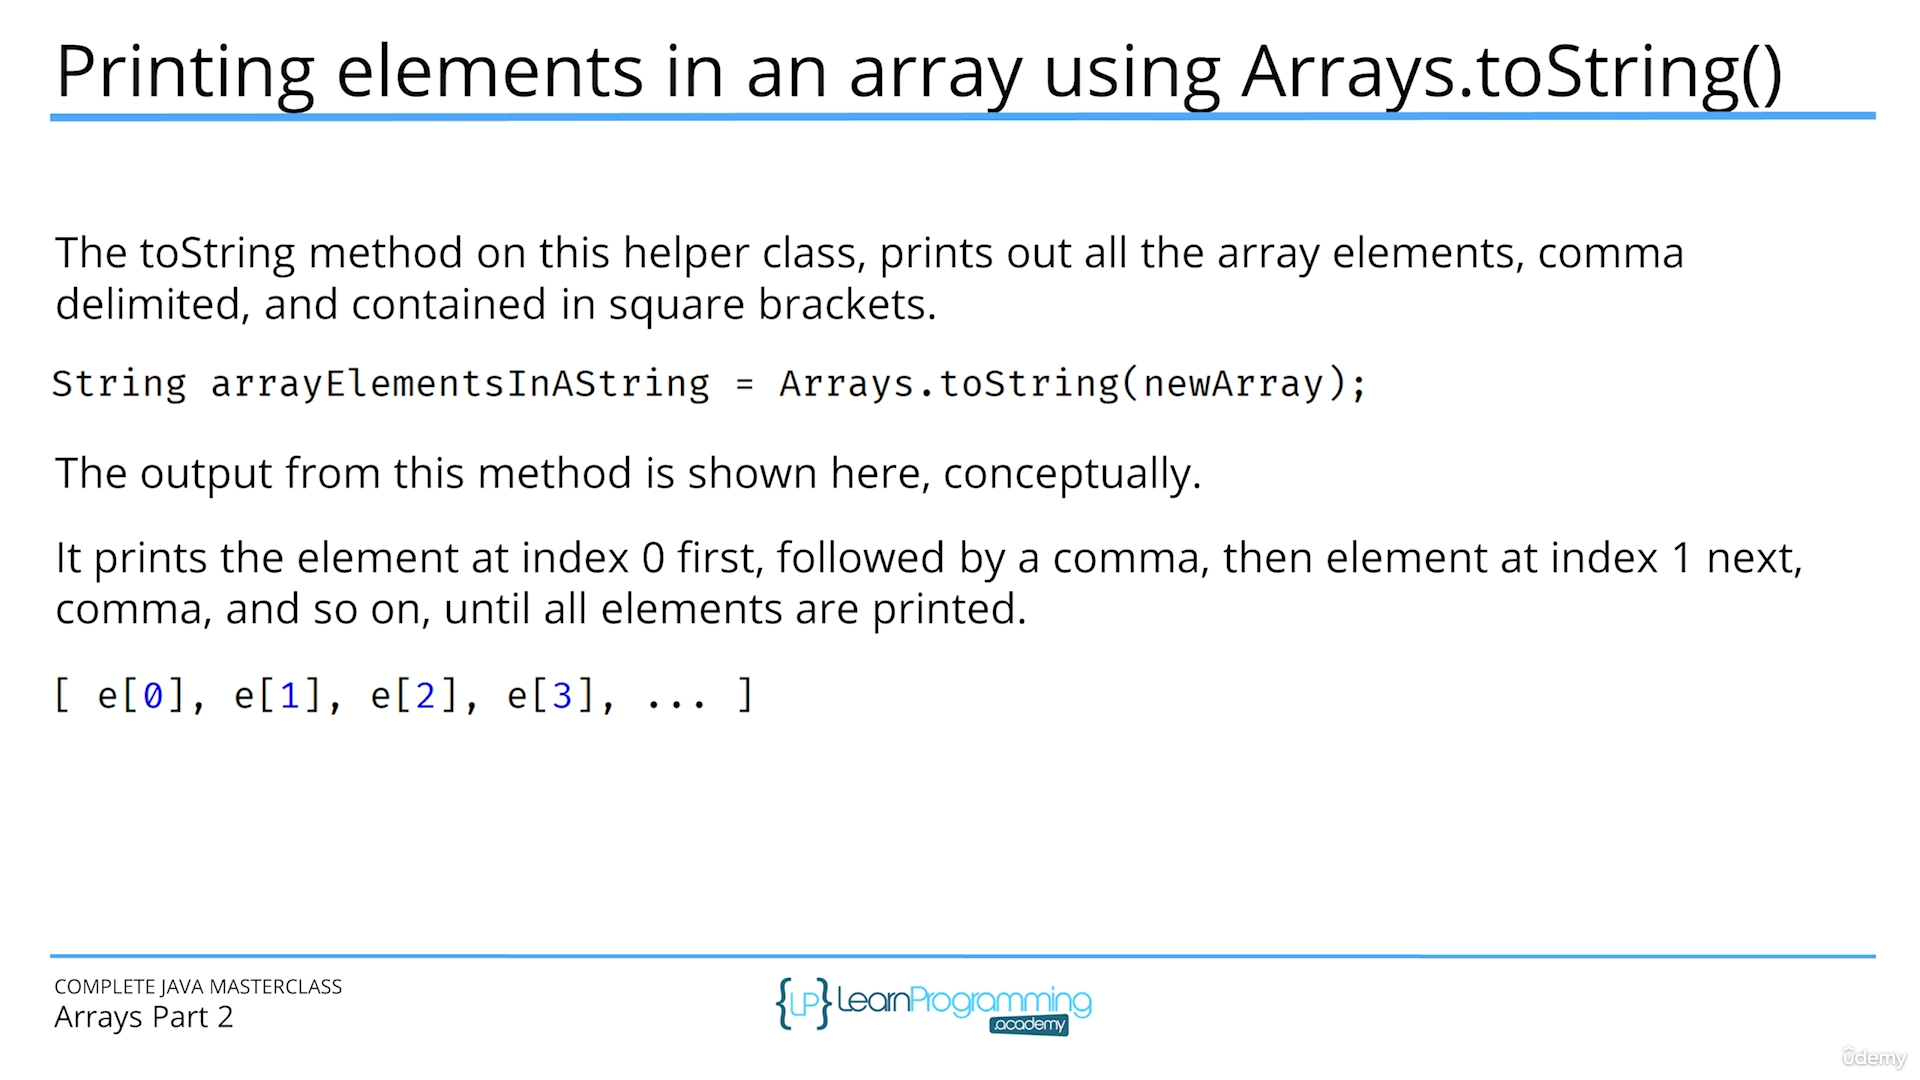 Printing elements in an array using Arrays.toString()
The toString method on this helper class, prints out all the array elements, comma
delimited, and contained in square brackets.
String arrayElementsInAString = Arrays.toString(newArray);
The output from this method is shown here, conceptually.
It prints the element at index 0 first, followed by a comma, then element at index 1 next,
comma, and so on, until all elements are printed.
[ e[0], e[1], e[2], e[3], ... ]
COMPLETE JAVA MASTERCLASS
Arrays Part 2
{LP} LearnProgramming
.academy
ûdemy